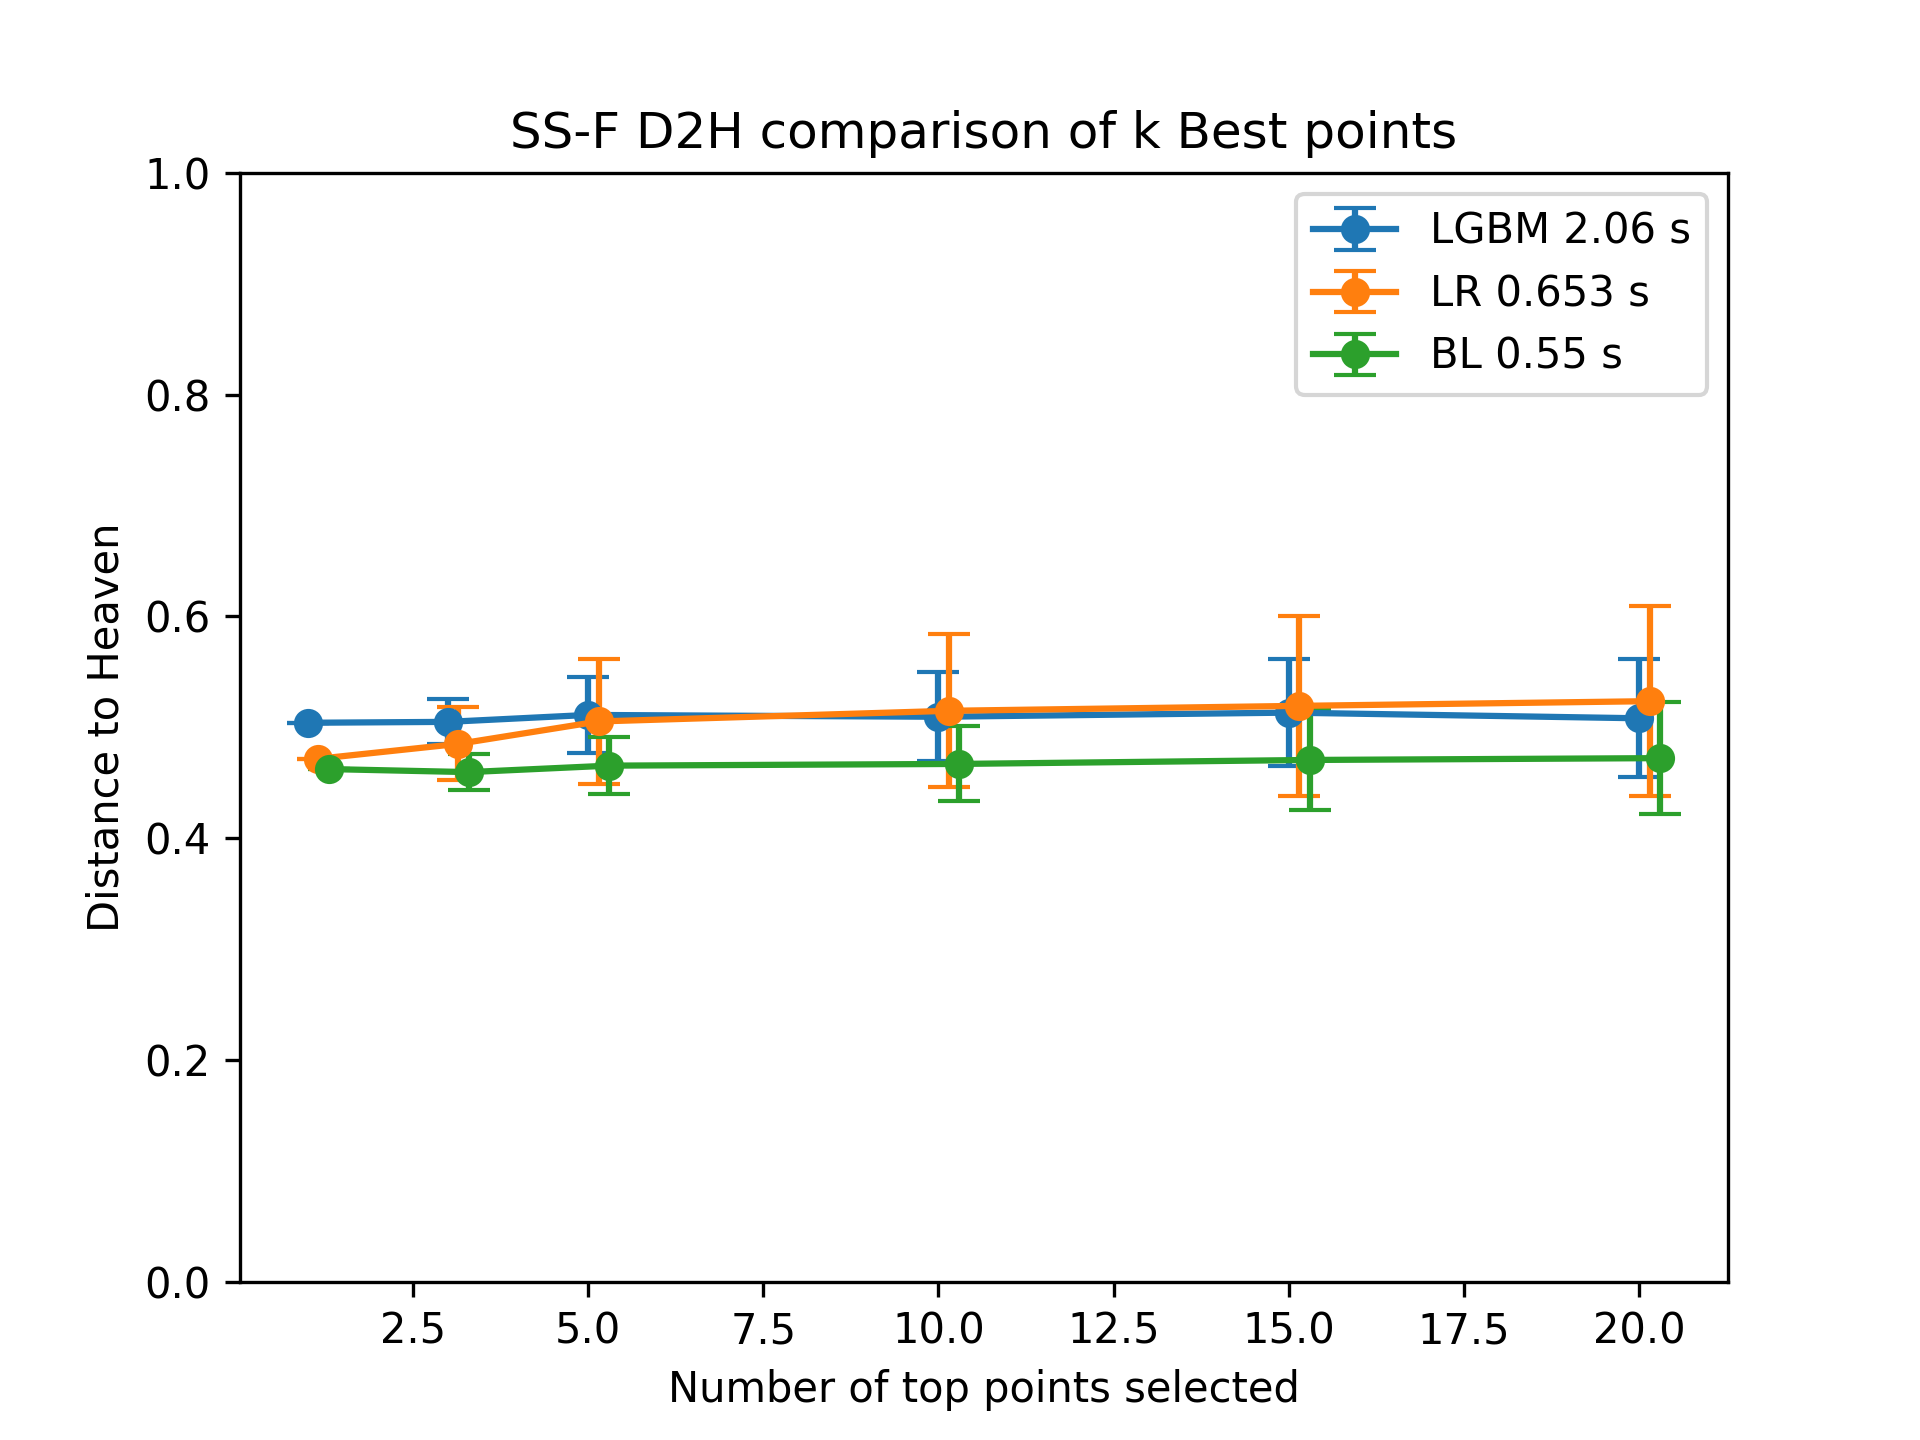 SS-F D2H comparison of k Best points
LGBM 2.06 s
LR 0.653 s
BL 0.55 s
Distance to Heaven
1.0
0.8
0.6
0.4
0.2
0.0
2.5 5.0 7.5 10.0 12.5 15.0 17.5 20.0
Number of top points selected